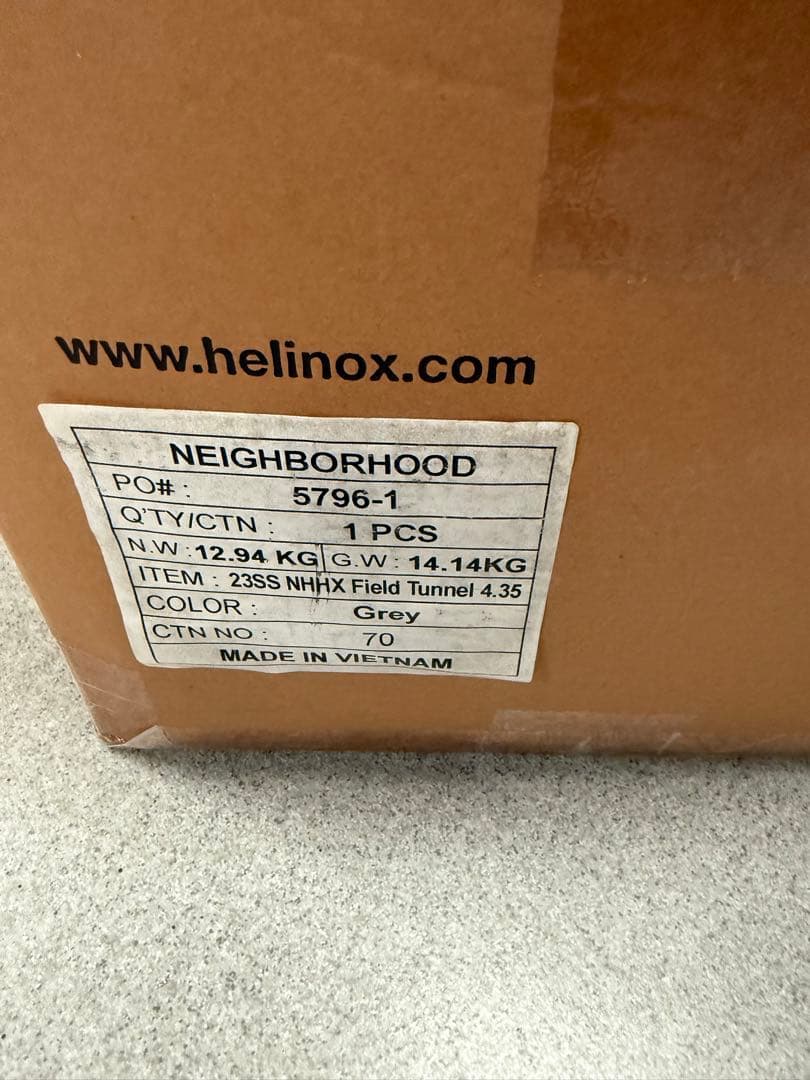 www.helinox.com
NEIGHBORHOOD
PO# : 5796-1
Q'TY/CTN : 1 PCS
N.W : 12.94 KG G.W : 14.14KG
ITEM : 23SS NHHX Field Tunnel 4.35
COLOR : Grey
CTN NO : 70
MADE IN VIETNAM